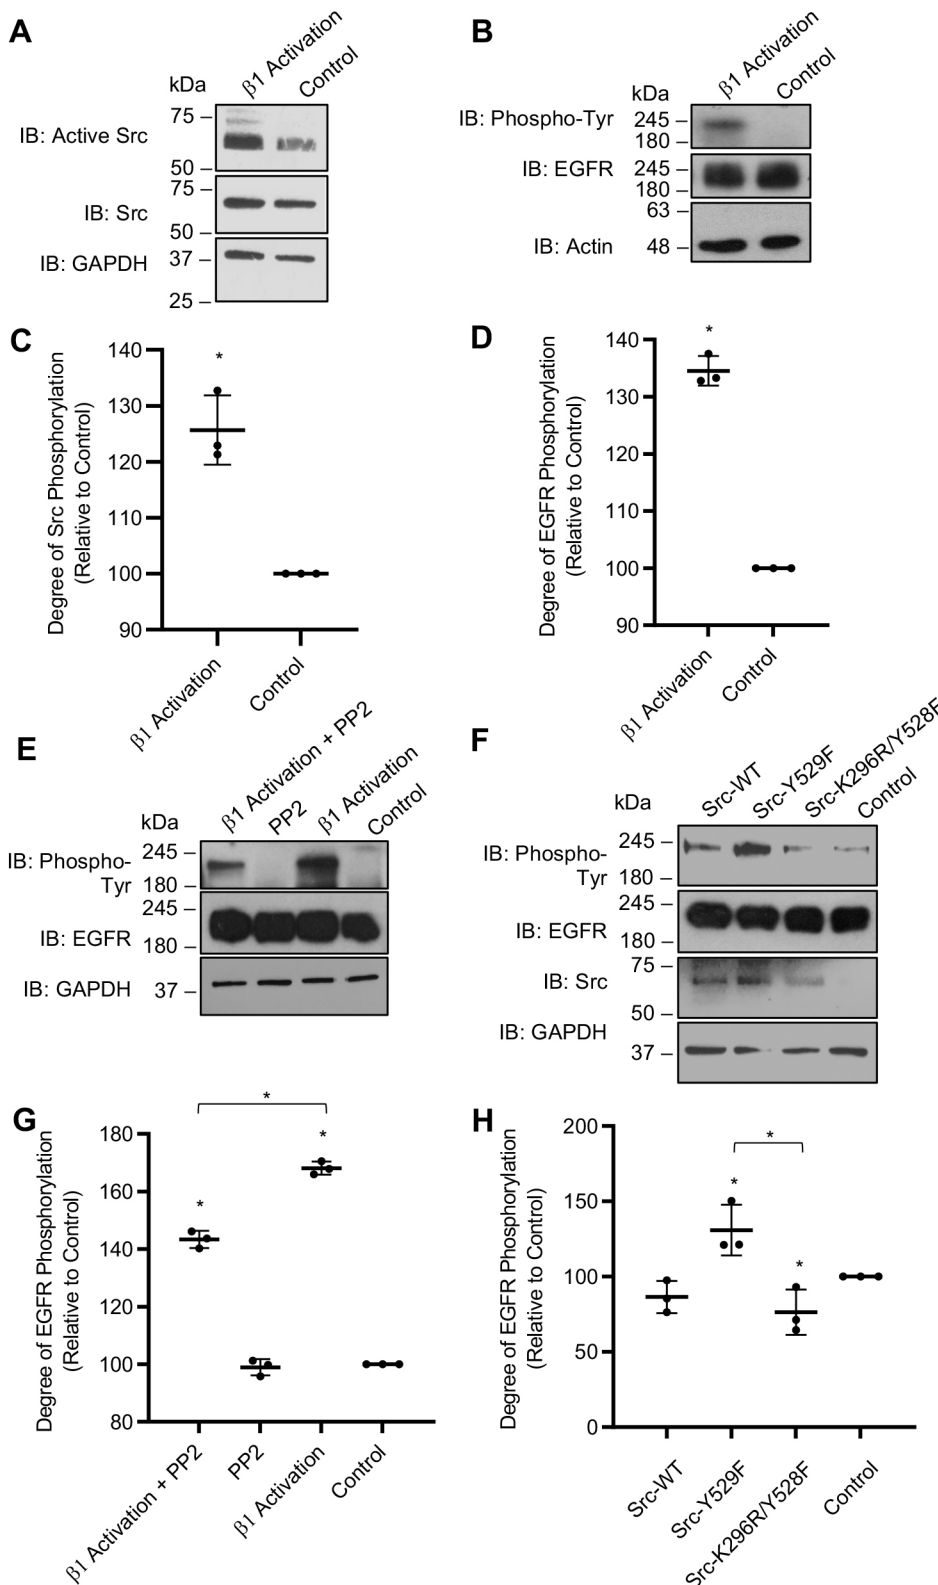 A
β1 Activation
Control
kDa
IB: Active Src
75
50
IB: Src
75
50
IB: GAPDH
37
25
B
β1 Activation
Control
kDa
IB: Phospho-Tyr
245
180
IB: EGFR
245
180
63
IB: Actin
48
C
Degree of Src Phosphorylation
(Relative to Control)
140
130
120
110
100
90
*
β1 Activation
Control
D
Degree of EGFR Phosphorylation
(Relative to Control)
140
130
120
110
100
90
*
β1 Activation
Control
E
β1 Activation + PP2
PP2
β1 Activation
Control
kDa
IB: Phospho-
Tyr
245
180
IB: EGFR
245
180
IB: GAPDH
37
F
Src-WT
Src-Y529F
Src-K296R/Y528F
Control
kDa
IB: Phospho-
Tyr
245
180
IB: EGFR
245
180
IB: Src
75
50
IB: GAPDH
37
G
Degree of EGFR Phosphorylation
(Relative to Control)
180
160
140
120
100
80
*
*
*
β1 Activation + PP2
PP2
β1 Activation
Control
H
Degree of EGFR Phosphorylation
(Relative to Control)
200
150
100
50
0
*
*
*
Src-WT
Src-Y529F
Src-K296R/Y528F
Control